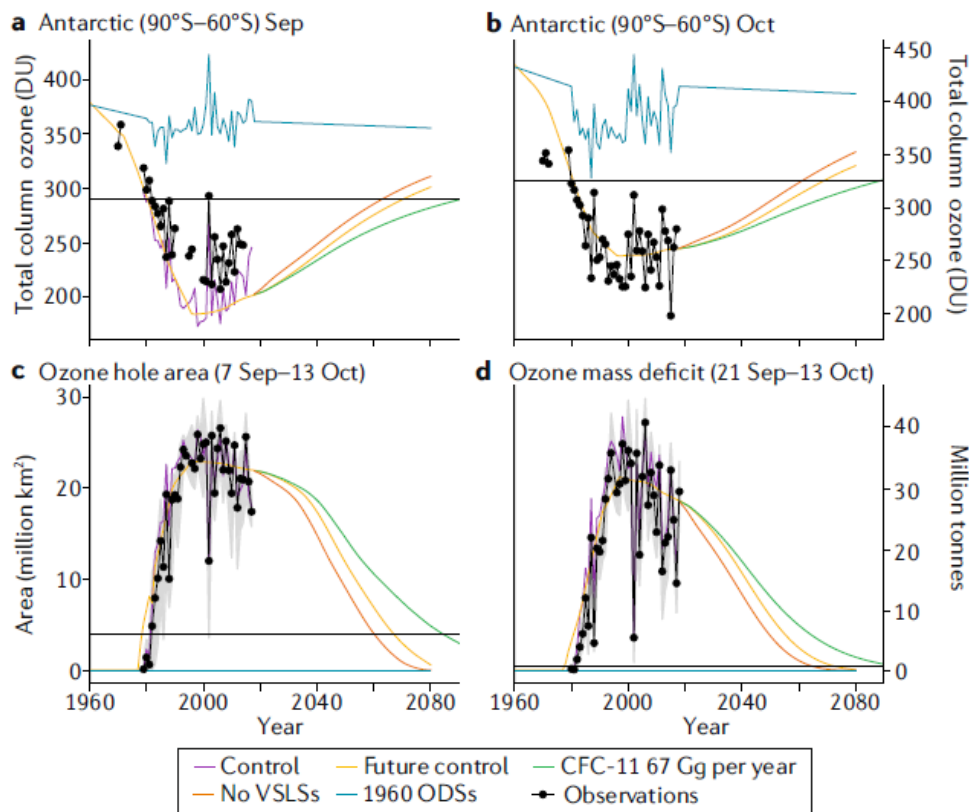 a Antarctic (90°S–60°S) Sep
b Antarctic (90°S–60°S) Oct
Total column ozone (DU)
400
350
300
250
200
450
400
350
300
250
200
Total column ozone (DU)
c Ozone hole area (7 Sep–13 Oct)
d Ozone mass deficit (21 Sep–13 Oct)
Area (million km²)
30
20
10
0
40
30
20
10
0
Million tonnes
1960 2000 2040 2080
1960 2000 2040 2080
Year
Year
Control Future control CFC-11 67 Gg per year
No VSLSs 1960 ODSs Observations